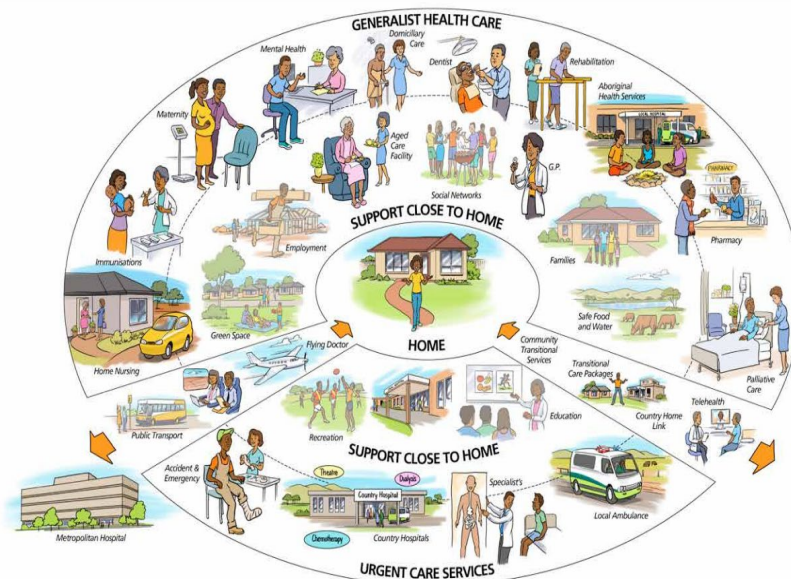 GENERALIST HEALTH CARE
Domiciliary
Care
Mental Health
Dentist
Rehabilitation
Maternity
Aboriginal
Health Services
LOCAL HOSPITAL
Aged
Care
Facility
Social Networks
G.P.
PHARMACY
Pharmacy
SUPPORT CLOSE TO HOME
Immunisations
Employment
Families
Green Space
Safe Food
and Water
Home Nursing
HOME
Flying Doctor
Community
Transitional
Services
Transitional
Care Packages
Palliative
Care
Public Transport
Recreation
Education
Country Home
Link
Telehealth
SUPPORT CLOSE TO HOME
Accident &
Emergency
Theatre
Dialysis
Country Hospital
Chemotherapy
Country Hospitals
Specialist's
Local Ambulance
Metropolitan Hospital
URGENT CARE SERVICES